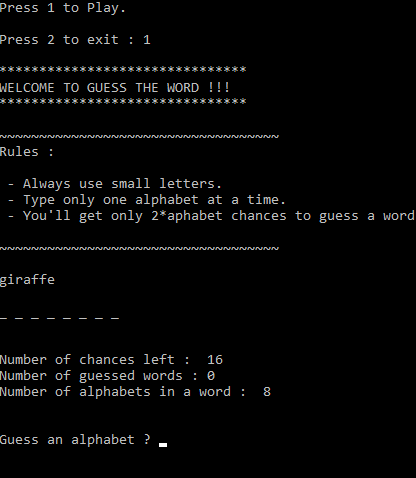 Press 1 to Play.
Press 2 to exit : 1
*******************************
WELCOME TO GUESS THE WORD !!!
*******************************
~~~~~~~~~~~~~~~~~~~~~~~~~~~~~~~~~~~
Rules :
- Always use small letters.
- Type only one alphabet at a time.
- You'll get only 2*aphabet chances to guess a word
~~~~~~~~~~~~~~~~~~~~~~~~~~~~~~~~~~~
giraffe
_ _ _ _ _ _ _ _
Number of chances left :  16
Number of guessed words : 0
Number of alphabets in a word :  8
Guess an alphabet ? _